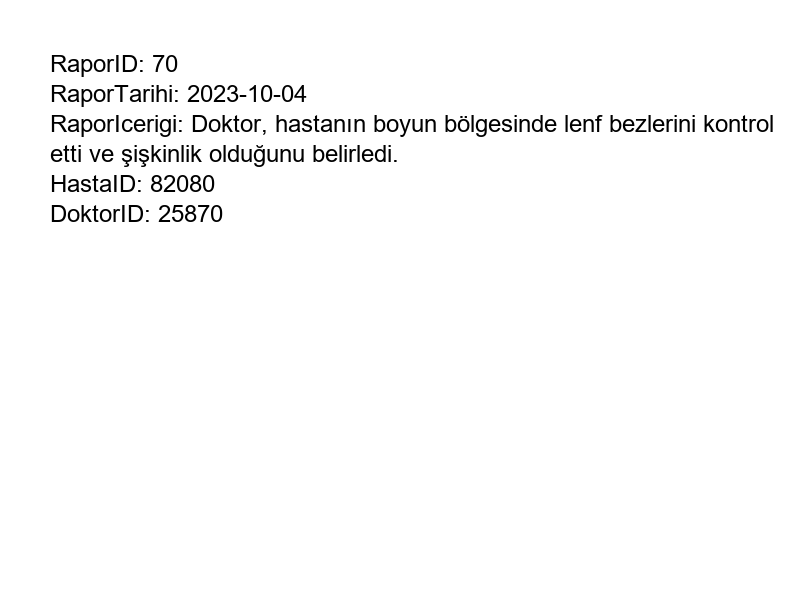 RaporID: 70
RaporTarihi: 2023-10-04
RaporIcerigi: Doktor, hastanın boyun bölgesinde lenf bezlerini kontrol
etti ve şişkinlik olduğunu belirledi.
HastaID: 82080
DoktorID: 25870